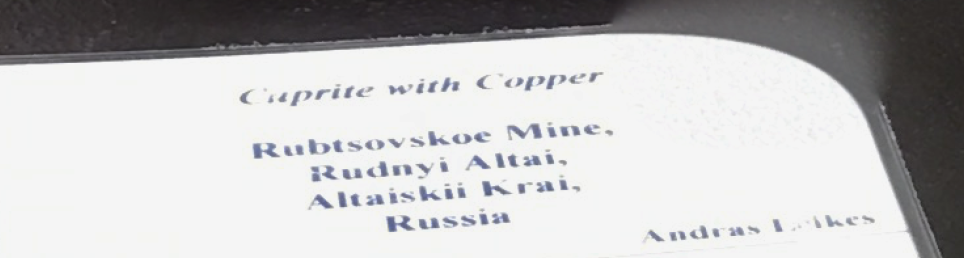 Cuprite with Copper
Rubtsovskoe Mine,
Rudnyi Altai,
Altaiskii Krai,
Russia
Andras